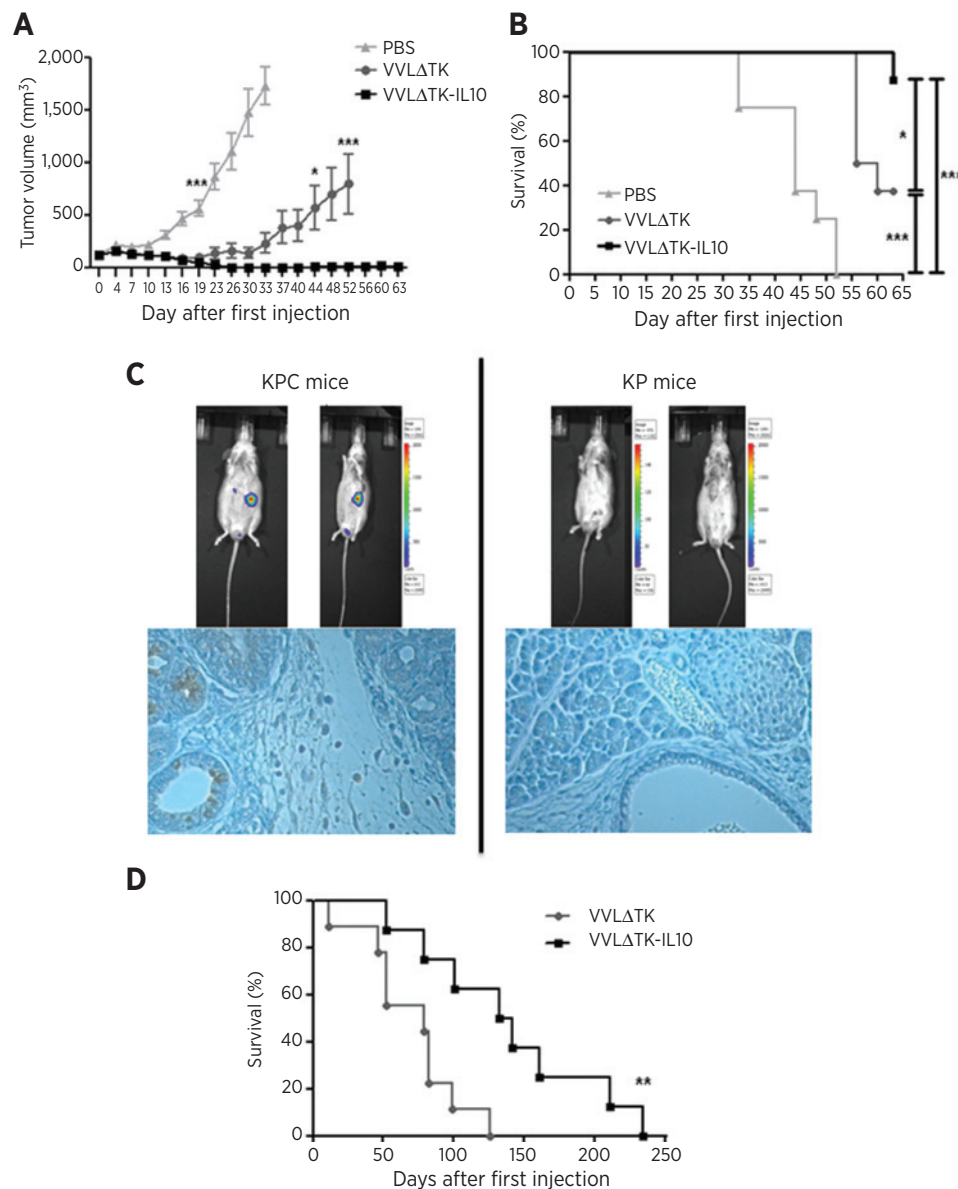 A
PBS
VVLΔTK
VVLΔTK-IL10
Tumor volume (mm³)
2,000
1,500
1,000
500
0
***
*
***
0 4 7 10 13 16 19 23 26 30 33 37 40 44 48 52 56 60 63
Day after first injection
B
Survival (%)
100
80
60
40
20
0
PBS
VVLΔTK
VVLΔTK-IL10
*
***
***
0 5 10 15 20 25 30 35 40 45 50 55 60 65
Day after first injection
C
KPC mice
KP mice
D
Survival (%)
100
80
60
40
20
0
VVLΔTK
VVLΔTK-IL10
**
0 50 100 150 200 250
Days after first injection